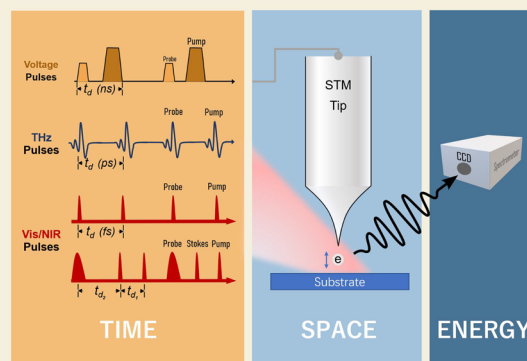 Voltage
Pulses
Probe
Pump
t_d (ns)
THz
Pulses
Probe
Pump
t_d (ps)
Vis/NIR
Pulses
Probe
Pump
t_d (fs)
Probe
Stokes
Pump
t_d₂
t_d₁
TIME
STM
Tip
e
Substrate
SPACE
CCD
Spectrometer
ENERGY